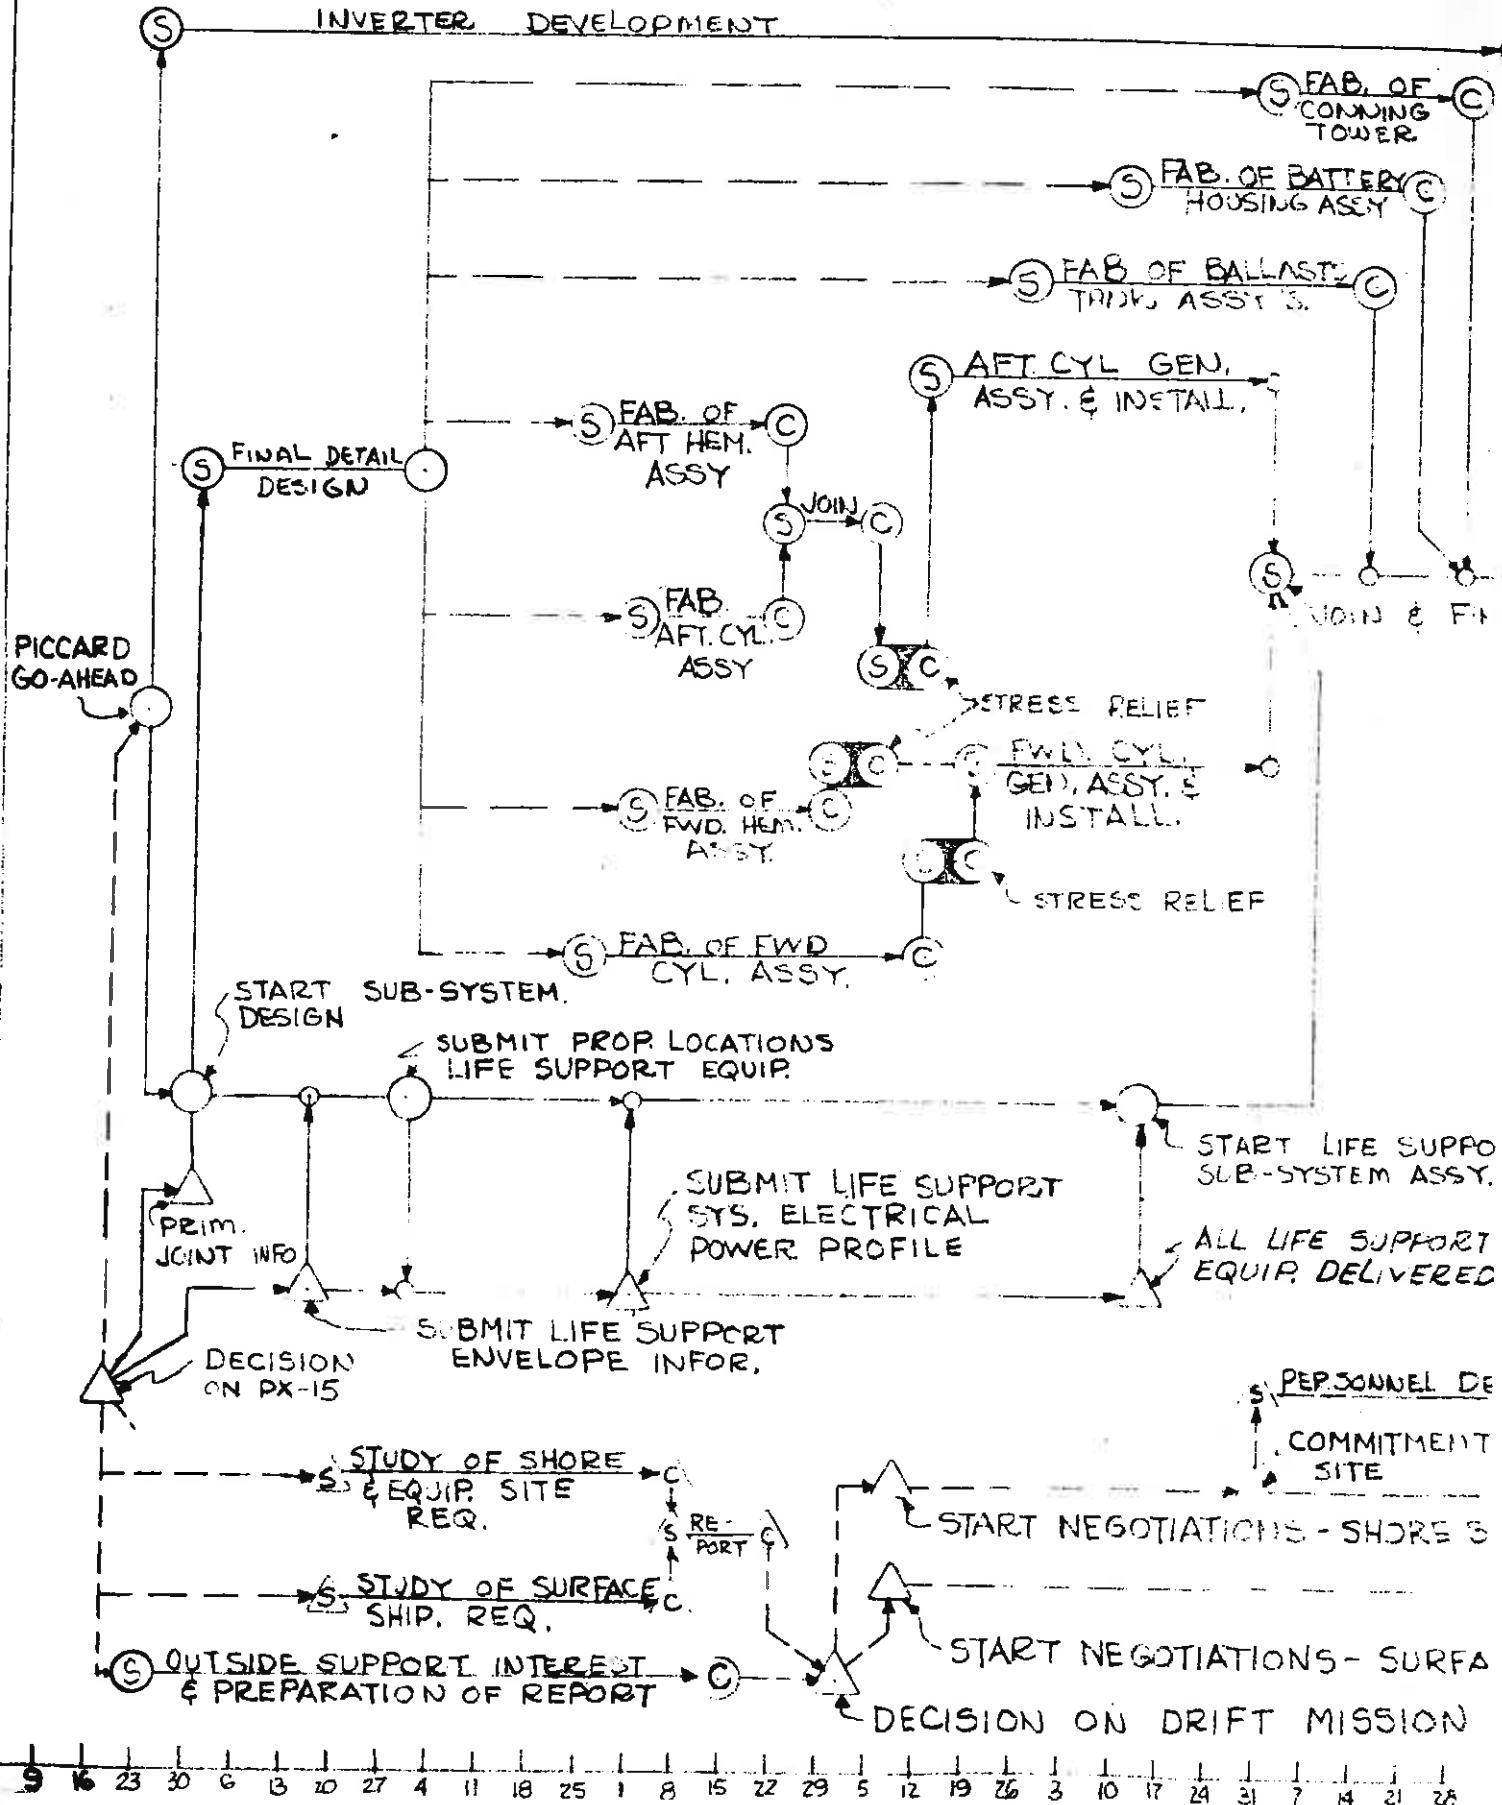 INVERTER DEVELOPMENT
S
S FAB. OF C
CONNING
TOWER
S FAB. OF BATTERY C
HOUSING ASSY
S FAB OF BALLAST C
TANK ASSY'S.
S AFT. CYL GEN.
ASSY. & INSTALL.
S FAB. OF C
AFT HEM.
ASSY
S FINAL DETAIL
DESIGN
S JOIN C
S FAB. C
AFT. CYL.
ASSY
S
JOIN & FIN
PICCARD
GO-AHEAD
S C
STRESS RELIEF
S C S FWD. CYL.
GEN. ASSY. &
INSTALL.
S FAB. OF C
FWD. HEM.
ASSY.
C
STRESS RELIEF
S FAB. OF FWD C
CYL. ASSY.
START SUB-SYSTEM
DESIGN
SUBMIT PROP. LOCATIONS
LIFE SUPPORT EQUIP.
START LIFE SUPPO
SUB-SYSTEM ASSY.
PRIM.
JOINT INFO
SUBMIT LIFE SUPPORT
SYS. ELECTRICAL
POWER PROFILE
ALL LIFE SUPPORT
EQUIP. DELIVERED
SUBMIT LIFE SUPPORT
ENVELOPE INFOR.
DECISION
ON PX-15
S PERSONNEL DE
COMMITMENT
SITE
S STUDY OF SHORE C
& EQUIP. SITE
REQ.
S RE- C
PORT
START NEGOTIATIONS - SHORE S
S STUDY OF SURFACE C
SHIP. REQ.
START NEGOTIATIONS - SURFA
S OUTSIDE SUPPORT INTEREST C
& PREPARATION OF REPORT
DECISION ON DRIFT MISSION
9 16 23 30 6 13 20 27 4 11 18 25 1 8 15 22 29 5 12 19 26 3 10 17 24 31 7 14 21 28